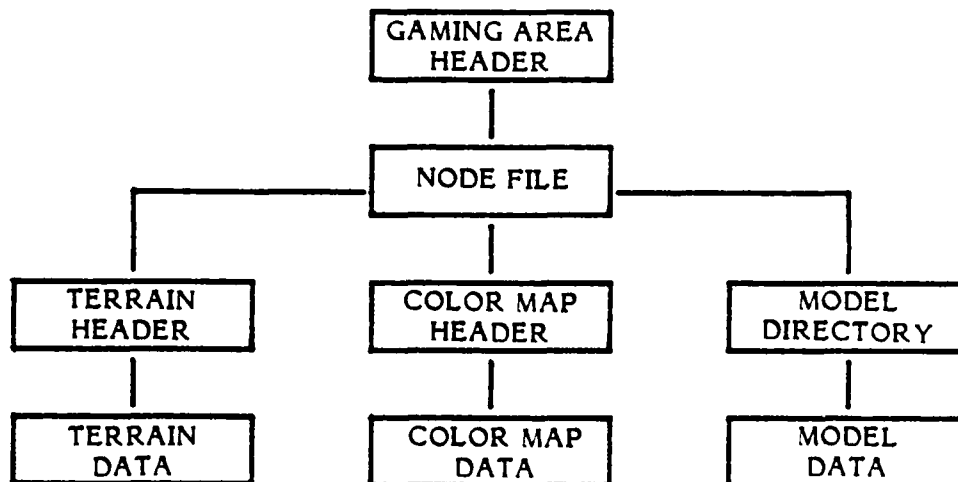 GAMING AREA
HEADER
NODE FILE
TERRAIN
HEADER
COLOR MAP
HEADER
MODEL
DIRECTORY
TERRAIN
DATA
COLOR MAP
DATA
MODEL
DATA